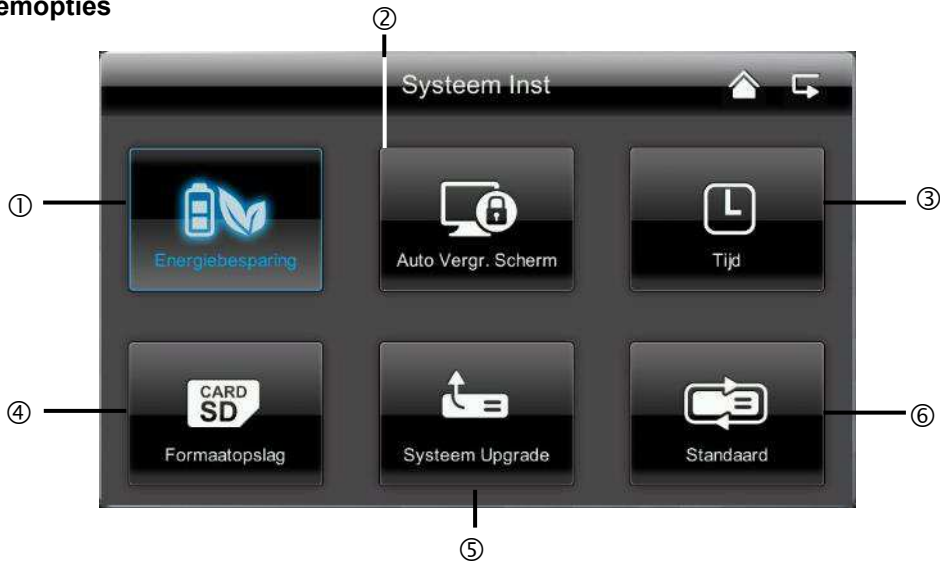 emopties
②
Systeem Inst
①
Energiebesparing
Auto Vergr. Scherm
Tijd
③
④
CARD
SD
Formaatopslag
Systeem Upgrade
Standaard
⑥
⑤